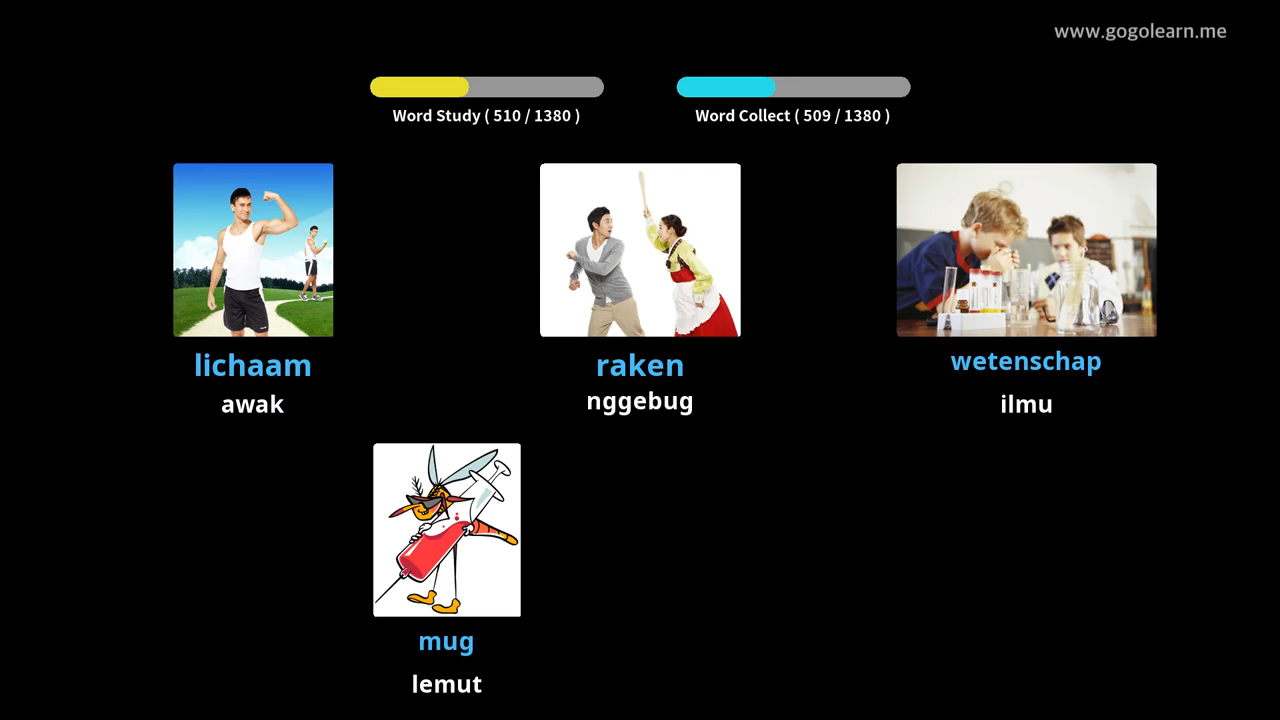 www.gogolearn.me
Word Study ( 510 / 1380 )
Word Collect ( 509 / 1380 )
lichaam
awak
raken
nggebug
wetenschap
ilmu
mug
lemut